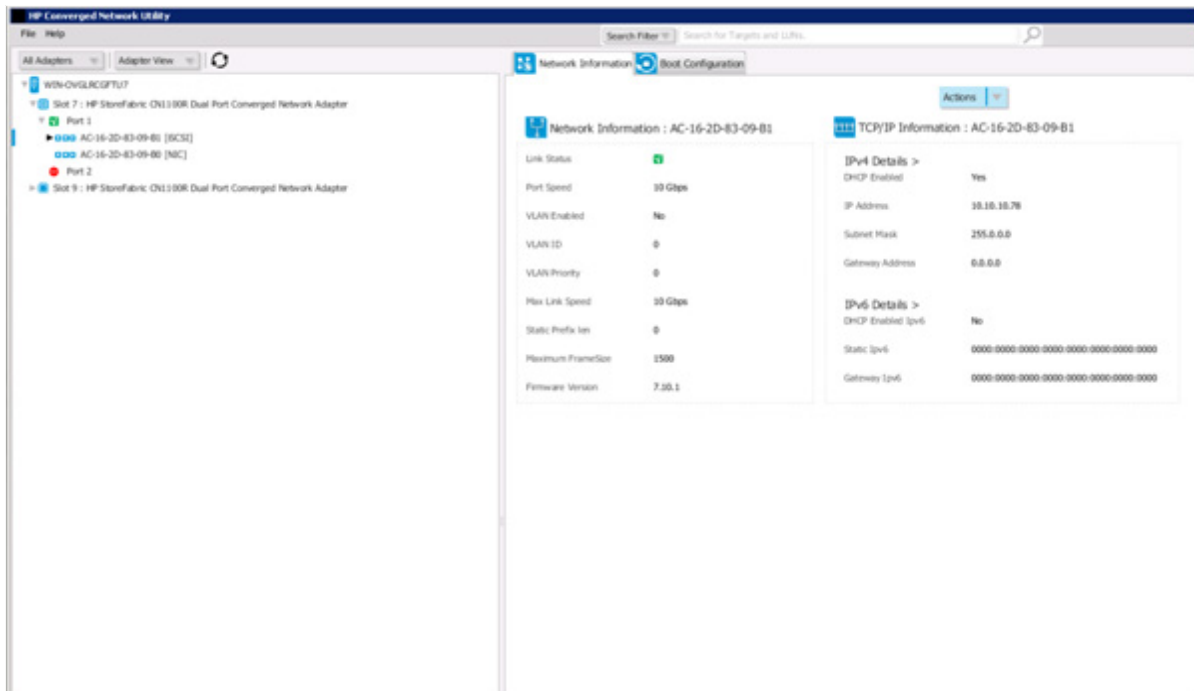 HP Converged Network Utility
File Help
Search Filter Search for Targets and LUNs.
All Adapters Adapter View
WIN-OVGLRCGFTU7
Slot 7 : HP StoreFabric CN1100R Dual Port Converged Network Adapter
Port 1
AC-16-2D-83-09-B1 [iSCSI]
AC-16-2D-83-09-B0 [NIC]
Port 2
Slot 9 : HP StoreFabric CN1100R Dual Port Converged Network Adapter
Network Information Boot Configuration
Actions
Network Information : AC-16-2D-83-09-B1
Link Status
Port Speed 10 Gbps
VLAN Enabled No
VLAN ID 0
VLAN Priority 0
Max Link Speed 10 Gbps
Static Prefix len 0
Maximum FrameSize 1500
Firmware Version 7.10.1
TCP/IP Information : AC-16-2D-83-09-B1
IPv4 Details >
DHCP Enabled Yes
IP Address 10.10.10.78
Subnet Mask 255.0.0.0
Gateway Address 0.0.0.0
IPv6 Details >
DHCP Enabled Ipv6 No
Static Ipv6 0000:0000:0000:0000:0000:0000:0000:0000
Gateway Ipv6 0000:0000:0000:0000:0000:0000:0000:0000